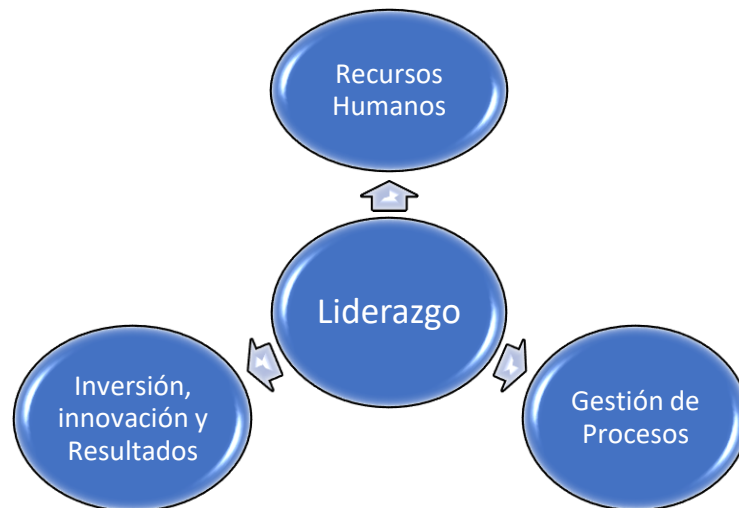 Recursos
Humanos
Liderazgo
Inversión,
innovación y
Resultados
Gestión de
Procesos